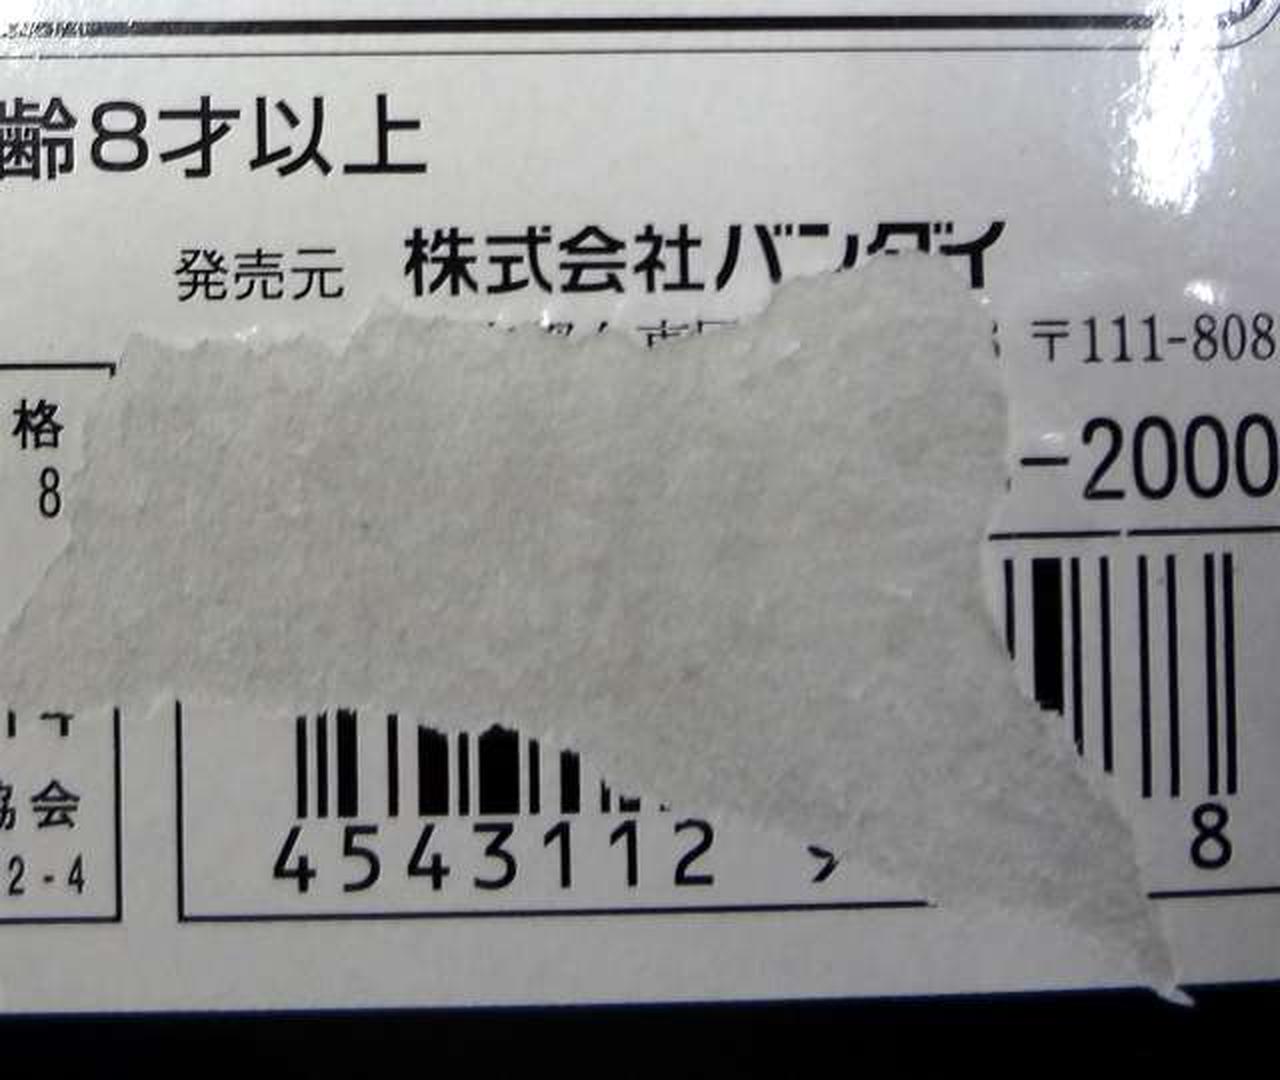 齢8才以上
発売元 株式会社バンダイ
〒111-808
格
-2000
8
協会
2-4
4543112 8